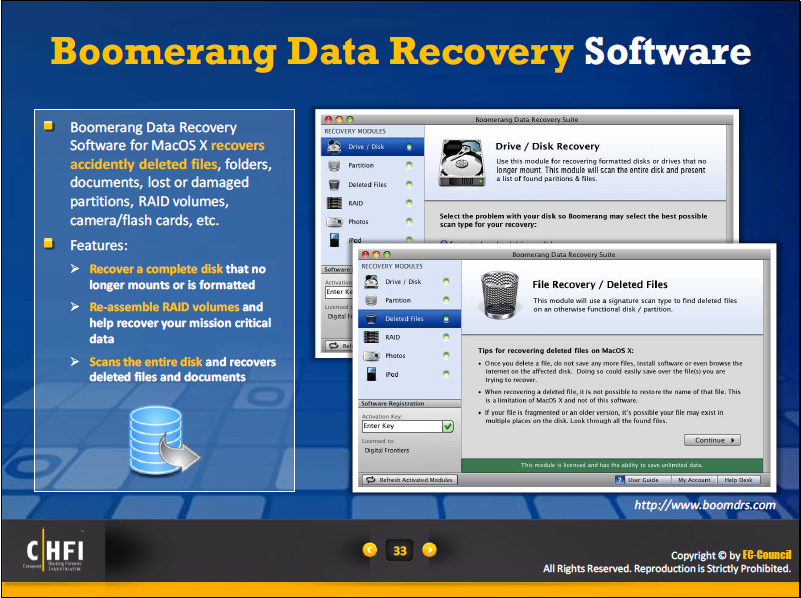 Boomerang Data Recovery Software
Boomerang Data Recovery
Software for MacOS X recovers
accidently deleted files, folders,
documents, lost or damaged
partitions, RAID volumes,
camera/flash cards, etc.
Features:
Recover a complete disk that no
longer mounts or is formatted
Re-assemble RAID volumes and
help recover your mission critical
data
Scans the entire disk and recovers
deleted files and documents
Boomerang Data Recovery Suite
RECOVERY MODULES
Drive / Disk
Partition
Deleted Files
RAID
Photos
iPod
Software
Activation
Enter Ke
Licensed t
Digital Fr
Ref
Drive / Disk Recovery
Use this module for recovering formatted disks or drives that no
longer mount. This module will scan the entire disk and present
a list of found partitions & files.
Select the problem with your disk so Boomerang may select the best possible
scan type for your recovery:
Boomerang Data Recovery Suite
RECOVERY MODULES
Drive / Disk
Partition
Deleted Files
RAID
Photos
iPod
Software Registration
Activation Key:
Enter Key
Licensed to:
Digital Frontiers
Refresh Activated Modules
File Recovery / Deleted Files
This module will use a signature scan type to find deleted files
on an otherwise functional disk / partition.
Tips for recovering deleted files on MacOS X:
• Once you delete a file, do not save any more files, install software or even browse the
internet on the affected disk. Doing so could easily save over the file(s) you are
trying to recover.
• When recovering a deleted file, it is not possible to restore the name of that file. This
is a limitation of MacOS X and not of this software.
• If your file is fragmented or an older version, it's possible your file may exist in
multiple places on the disk. Look through all the found files.
Continue
This module is licensed and has the ability to save unlimited data.
? User Guide
My Account
Help Desk
http://www.boomdrs.com
CHFI
Computer Hacking Forensic
INVESTIGATOR
33
Copyright © by EC-Council
All Rights Reserved. Reproduction is Strictly Prohibited.